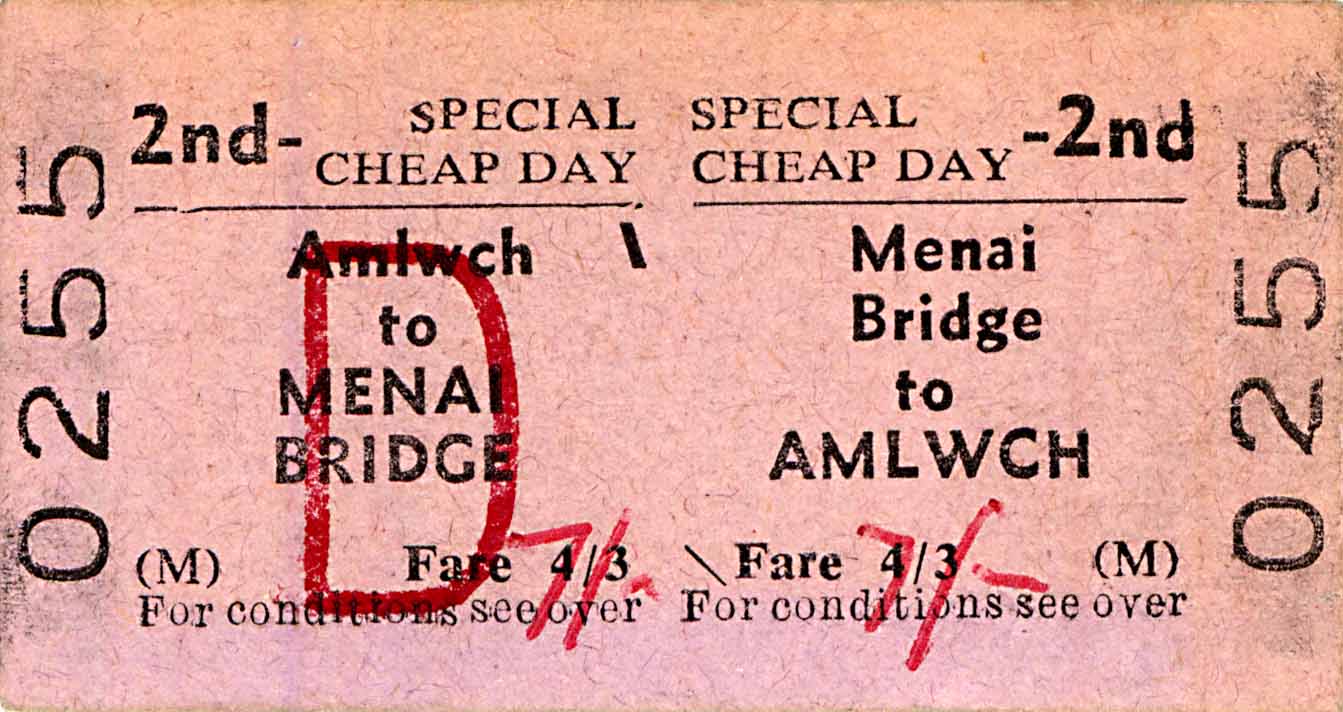 0255
2nd- SPECIAL
CHEAP DAY
Amlwch
to
MENAI
BRIDGE
D
(M) Fare 4/3
7/-
For conditions see over
SPECIAL -2nd
CHEAP DAY
Menai
Bridge
to
AMLWCH
Fare 4/3 (M)
7/-
For conditions see over
0255